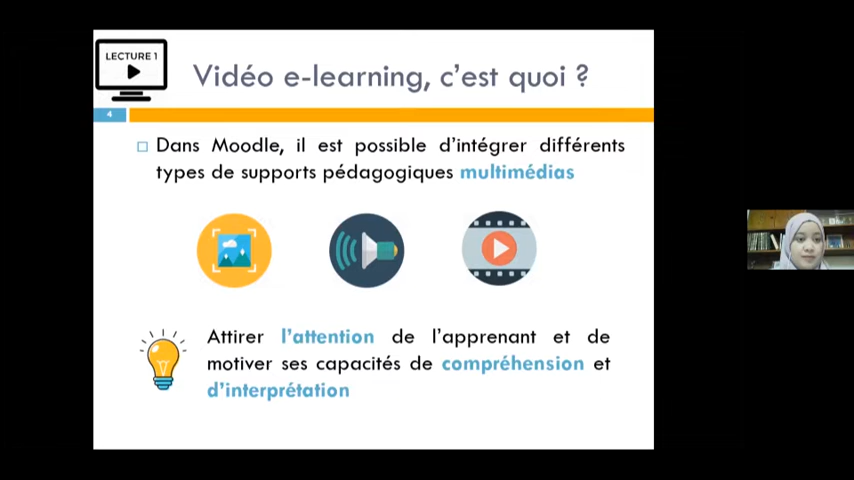 LECTURE 1
Vidéo e-learning, c'est quoi ?
4
Dans Moodle, il est possible d'intégrer différents
types de supports pédagogiques multimédias
Attirer l'attention de l'apprenant et de
motiver ses capacités de compréhension et
d'interprétation